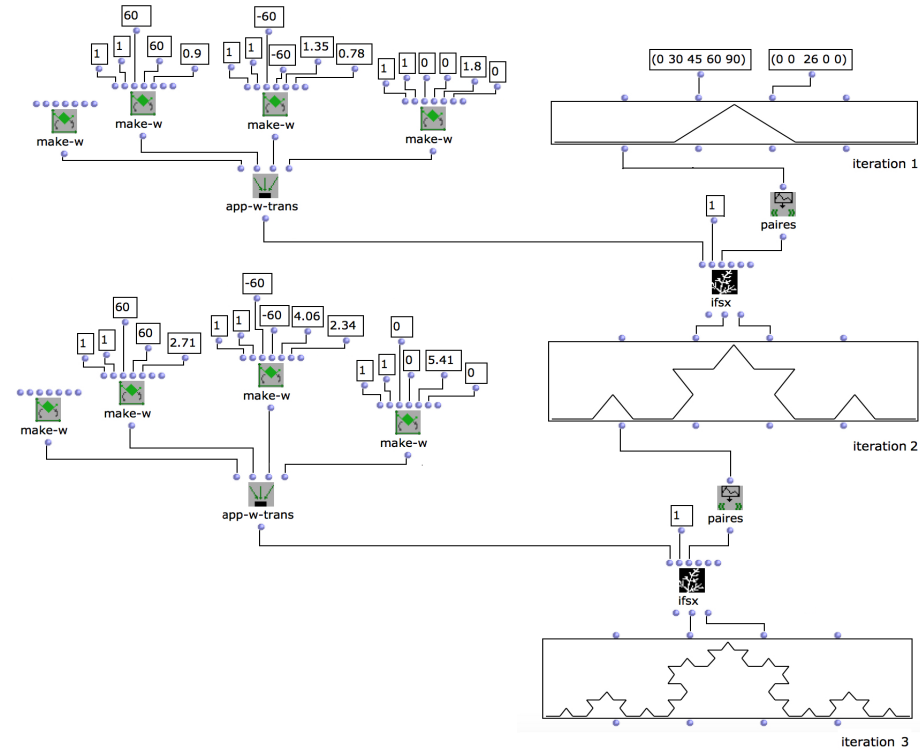 60
-60
1
1
60
0.9
1
1
-60
1.35
0.78
1
1
0
0
1.8
0
(0 30 45 60 90)
(0 0 26 0 0)
make-w
make-w
make-w
make-w
iteration 1
app-w-trans
1
paires
ifsx
-60
60
1
1
60
2.71
1
1
-60
4.06
2.34
0
1
1
0
5.41
0
make-w
make-w
make-w
make-w
iteration 2
app-w-trans
1
paires
ifsx
iteration 3